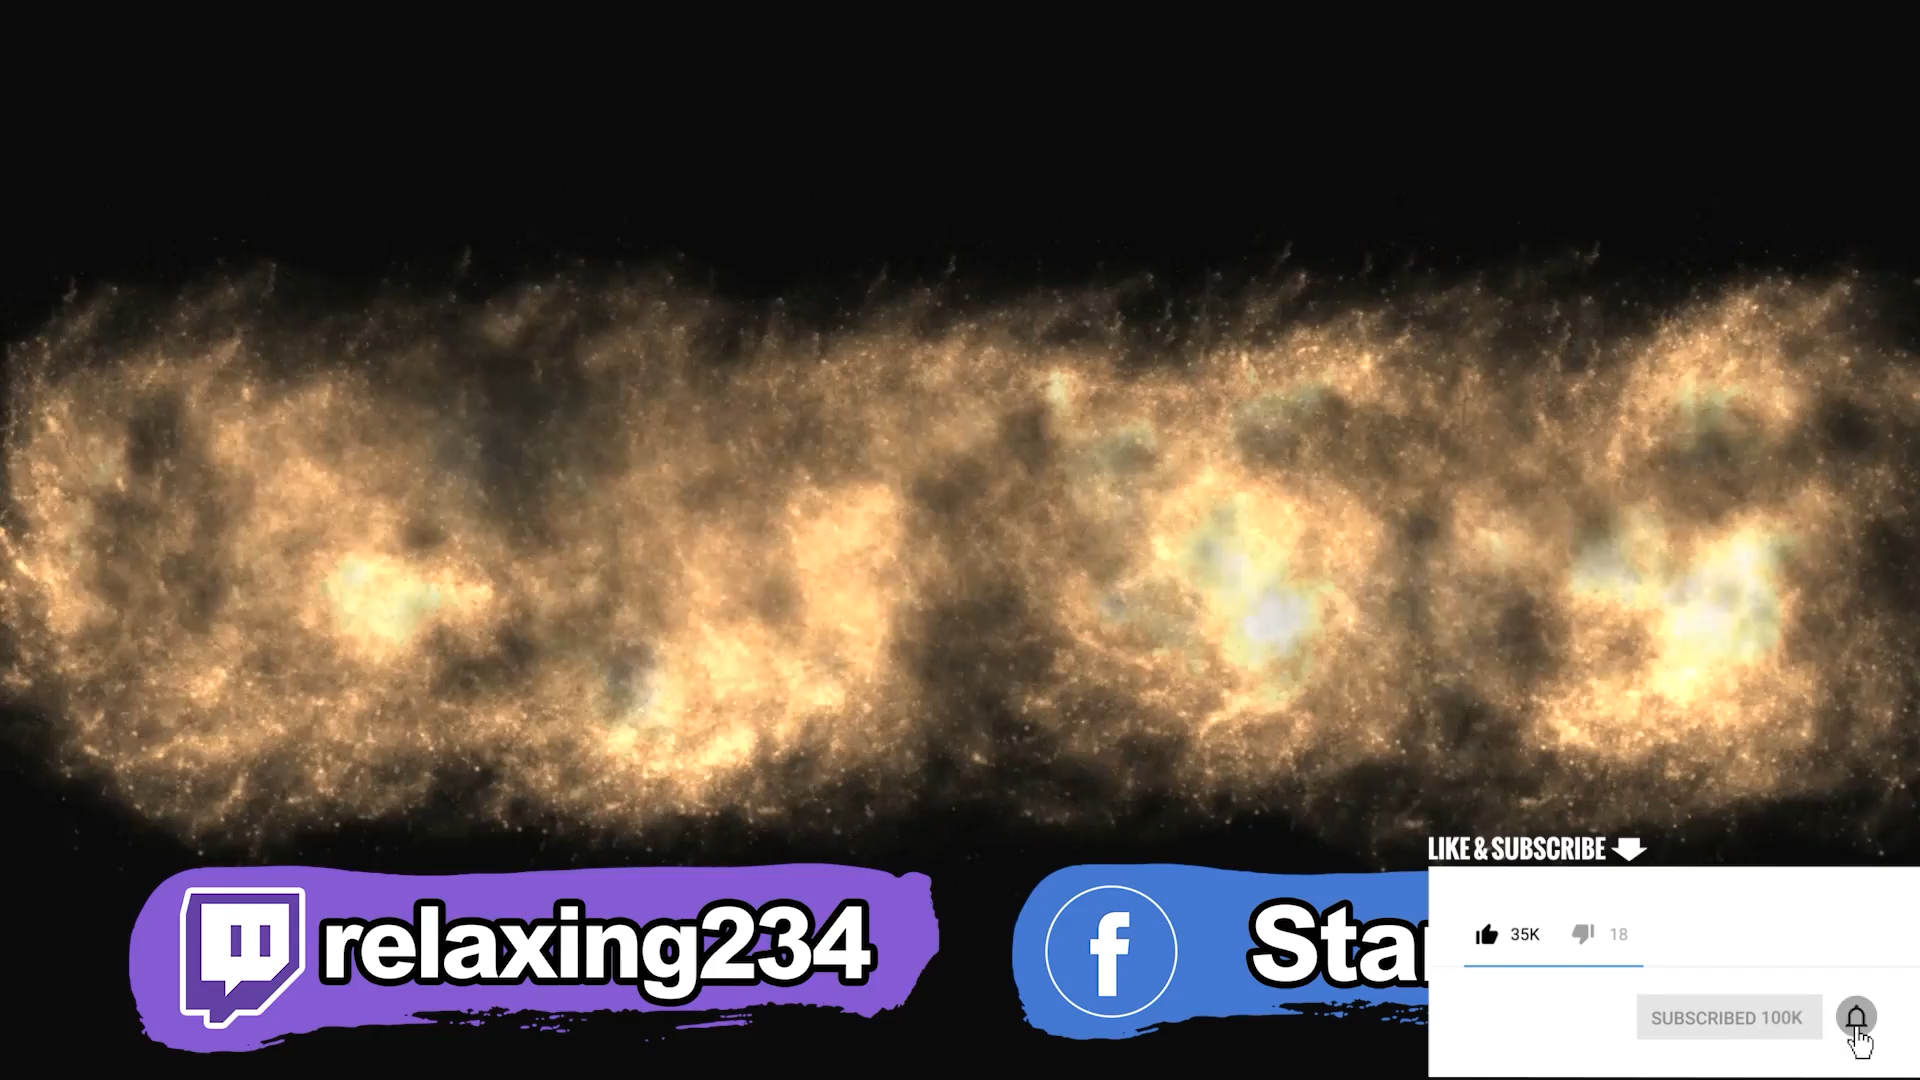 LIKE & SUBSCRIBE
relaxing234
Sta
35K 18
SUBSCRIBED 100K